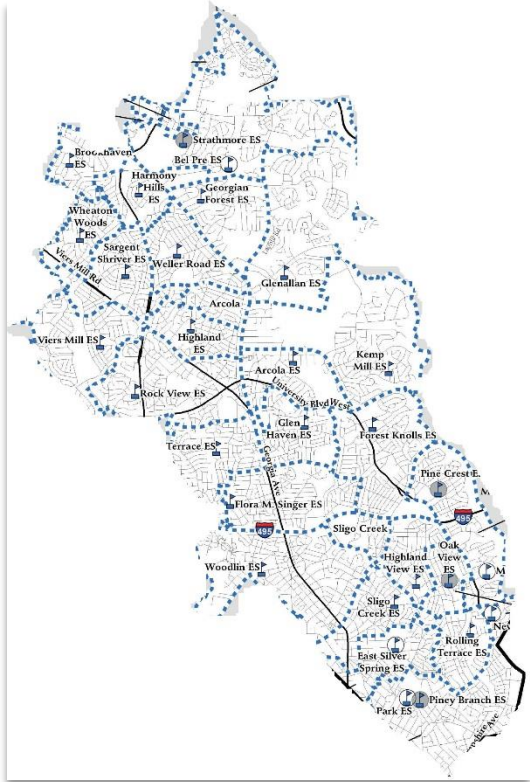 Strathmore ES
Bel Pre ES
Brookhaven
ES
Harmony
Hills
ES
Georgian
Forest ES
Wheaton
Woods
ES
Sargent
Shriver ES
Weller Road ES
Viers Mill Rd
Glenallan ES
Arcola
Viers Mill ES
Highland
ES
Kemp
Mill ES
Arcola ES
University Blvd West
Rock View ES
Glen
Haven ES
Forest Knolls ES
Terrace ES
Georgia Ave
Pine Crest E.
M
Flora M. Singer ES
495
Sligo Creek
495
Highland
View ES
Oak
View
ES
Woodlin ES
M
Sligo
Creek ES
Ne
Rolling
Terrace ES
East Silver
Spring ES
Piney Branch ES
Park ES
pshire Ave